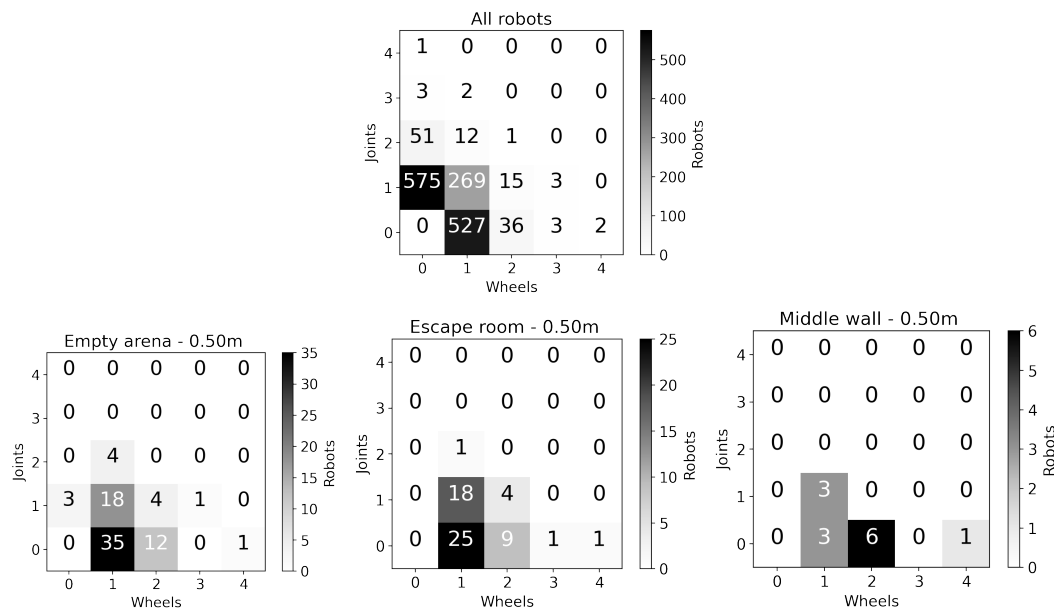 All robots
4 1 0 0 0 0
3 3 2 0 0 0
2 51 12 1 0 0
1 575 269 15 3 0
0 0 527 36 3 2
0 1 2 3 4
Wheels
Joints
500
400
300
200
100
0
Robots
Empty arena - 0.50m
4 0 0 0 0 0
3 0 0 0 0 0
2 0 4 0 0 0
1 3 18 4 1 0
0 0 35 12 0 1
0 1 2 3 4
Wheels
Joints
35
30
25
20
15
10
5
0
Robots
Escape room - 0.50m
4 0 0 0 0 0
3 0 0 0 0 0
2 0 1 0 0 0
1 0 18 4 0 0
0 0 25 9 1 1
0 1 2 3 4
Wheels
Joints
25
20
15
10
5
0
Robots
Middle wall - 0.50m
4 0 0 0 0 0
3 0 0 0 0 0
2 0 0 0 0 0
1 0 3 0 0 0
0 0 3 6 0 1
0 1 2 3 4
Wheels
Joints
6
5
4
3
2
1
0
Robots